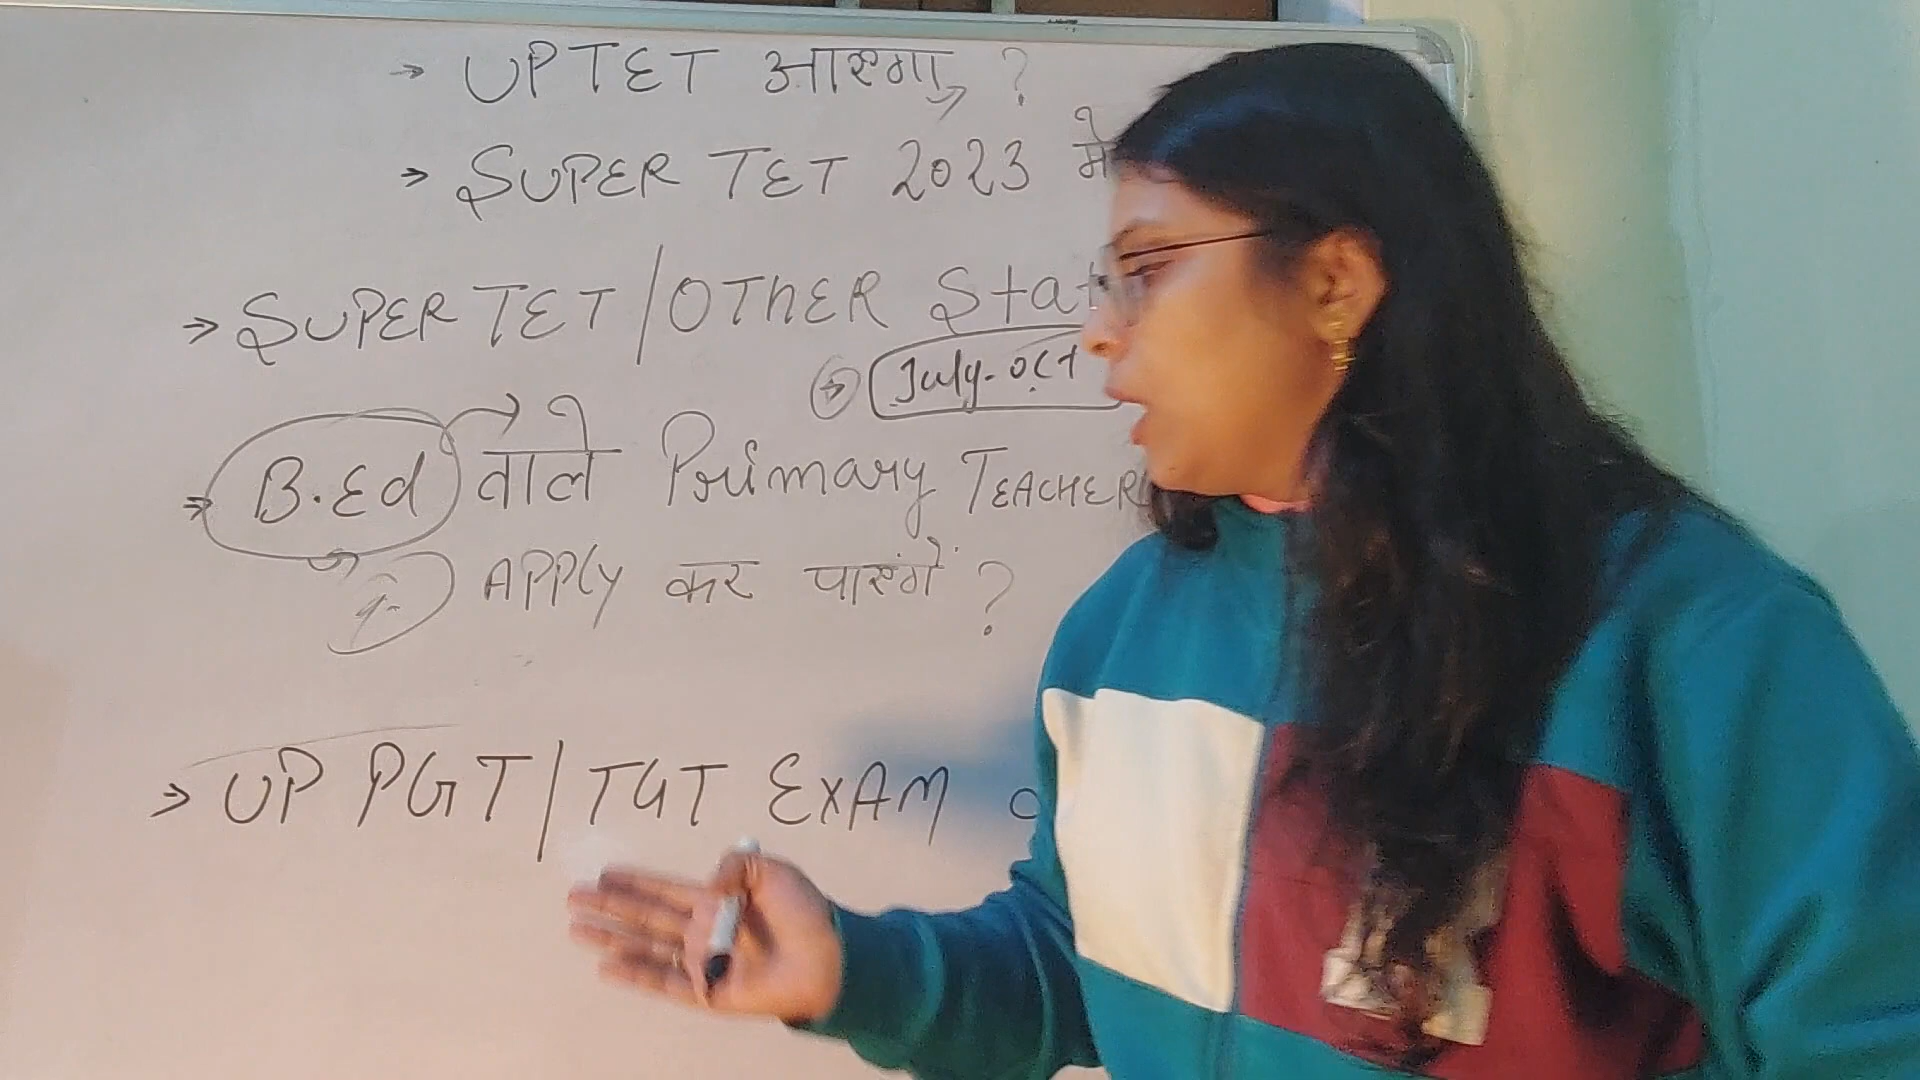 → UPTET आएगा ?
→ SUPER TET 2023 में
→ SUPER TET / OTHER Stat
→ July-OCT
→ B.Ed वाले Primary TEACHER
APPLY कर पाएंगें ?
→ UP PGT / TGT EXAM